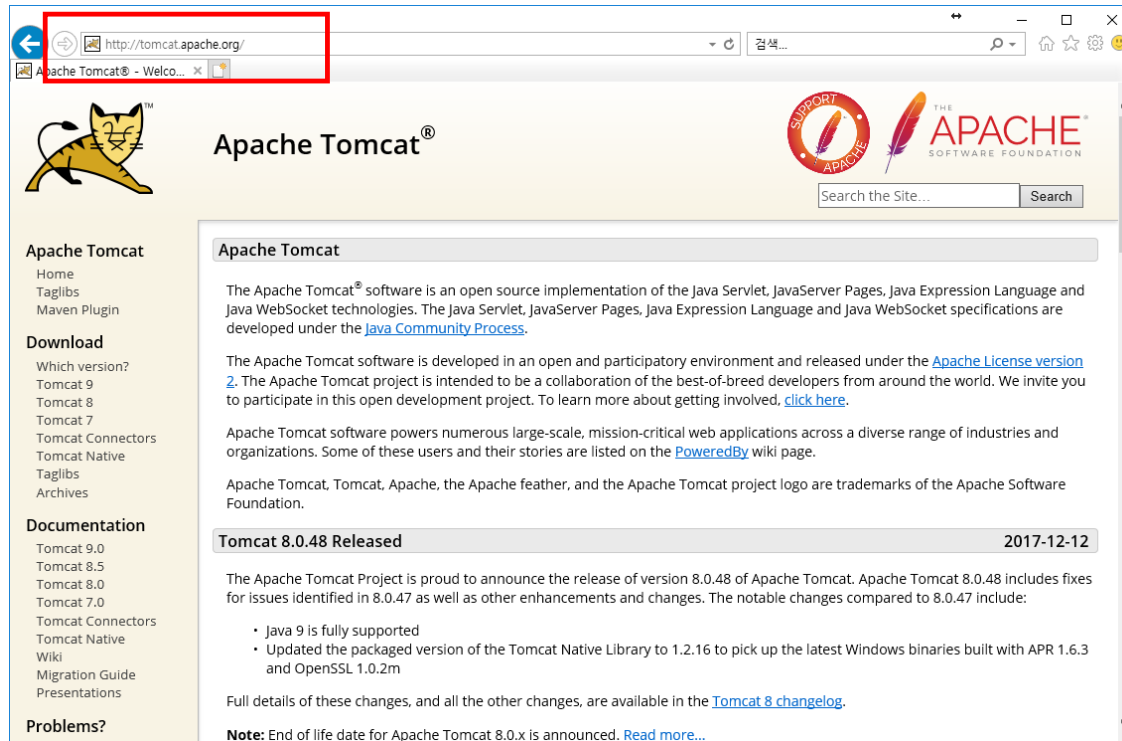 http://tomcat.apache.org/
검색...
Apache Tomcat® - Welco...
TM
Apache Tomcat®
SUPPORT
APACHE
THE
APACHE®
SOFTWARE FOUNDATION
Search the Site...
Search
Apache Tomcat
Home
Taglibs
Maven Plugin
Download
Which version?
Tomcat 9
Tomcat 8
Tomcat 7
Tomcat Connectors
Tomcat Native
Taglibs
Archives
Documentation
Tomcat 9.0
Tomcat 8.5
Tomcat 8.0
Tomcat 7.0
Tomcat Connectors
Tomcat Native
Wiki
Migration Guide
Presentations
Problems?
Apache Tomcat
The Apache Tomcat® software is an open source implementation of the Java Servlet, JavaServer Pages, Java Expression Language and
Java WebSocket technologies. The Java Servlet, JavaServer Pages, Java Expression Language and Java WebSocket specifications are
developed under the Java Community Process.
The Apache Tomcat software is developed in an open and participatory environment and released under the Apache License version
2. The Apache Tomcat project is intended to be a collaboration of the best-of-breed developers from around the world. We invite you
to participate in this open development project. To learn more about getting involved, click here.
Apache Tomcat software powers numerous large-scale, mission-critical web applications across a diverse range of industries and
organizations. Some of these users and their stories are listed on the PoweredBy wiki page.
Apache Tomcat, Tomcat, Apache, the Apache feather, and the Apache Tomcat project logo are trademarks of the Apache Software
Foundation.
Tomcat 8.0.48 Released 2017-12-12
The Apache Tomcat Project is proud to announce the release of version 8.0.48 of Apache Tomcat. Apache Tomcat 8.0.48 includes fixes
for issues identified in 8.0.47 as well as other enhancements and changes. The notable changes compared to 8.0.47 include:
• Java 9 is fully supported
• Updated the packaged version of the Tomcat Native Library to 1.2.16 to pick up the latest Windows binaries built with APR 1.6.3
and OpenSSL 1.0.2m
Full details of these changes, and all the other changes, are available in the Tomcat 8 changelog.
Note: End of life date for Apache Tomcat 8.0.x is announced. Read more...